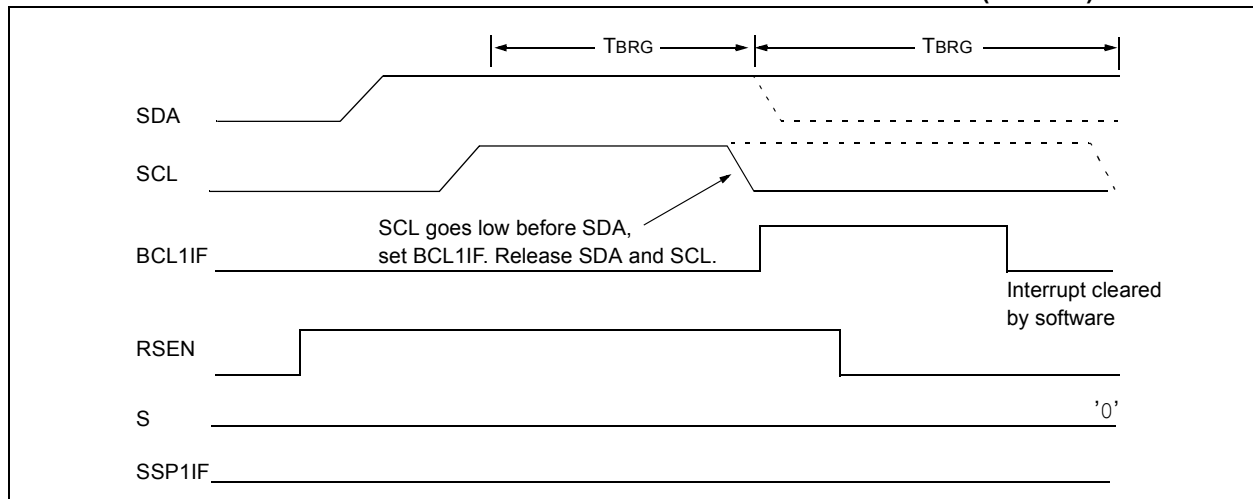 TBRG TBRG
SDA
SCL
SCL goes low before SDA,
set BCL1IF. Release SDA and SCL.
BCL1IF
Interrupt cleared
by software
RSEN
S '0'
SSP1IF